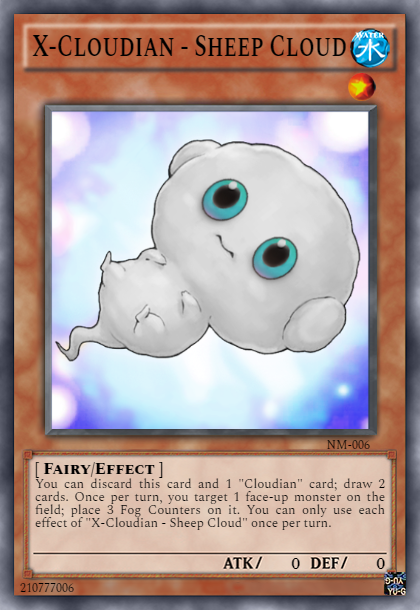 X-Cloudian - Sheep Cloud
WATER
水
NM-006
[ Fairy/Effect ]
You can discard this card and 1 "Cloudian" card; draw 2
cards. Once per turn, you target 1 face-up monster on the
field; place 3 Fog Counters on it. You can only use each
effect of "X-Cloudian - Sheep Cloud" once per turn.
ATK/ 0 DEF/ 0
210777006